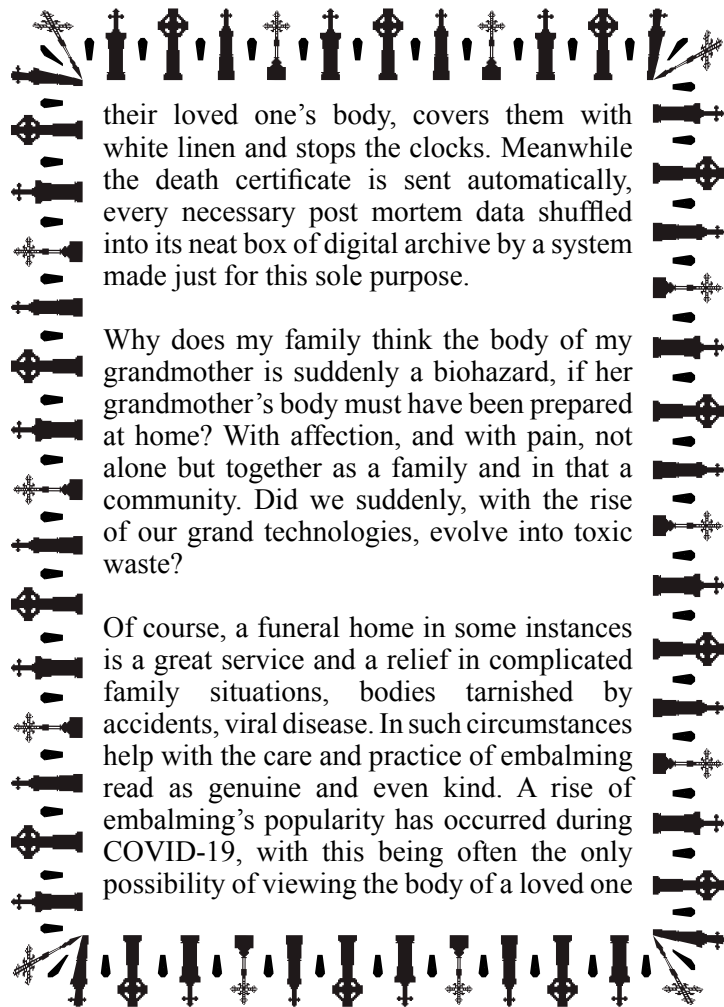 their loved one’s body, covers them with
white linen and stops the clocks. Meanwhile
the death certificate is sent automatically,
every necessary post mortem data shuffled
into its neat box of digital archive by a system
made just for this sole purpose.
Why does my family think the body of my
grandmother is suddenly a biohazard, if her
grandmother’s body must have been prepared
at home? With affection, and with pain, not
alone but together as a family and in that a
community. Did we suddenly, with the rise
of our grand technologies, evolve into toxic
waste?
Of course, a funeral home in some instances
is a great service and a relief in complicated
family situations, bodies tarnished by
accidents, viral disease. In such circumstances
help with the care and practice of embalming
read as genuine and even kind. A rise of
embalming’s popularity has occurred during
COVID-19, with this being often the only
possibility of viewing the body of a loved one